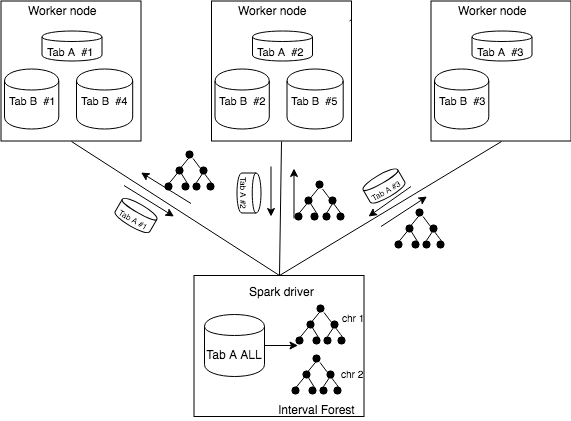 Worker node
Worker node
Worker node
Tab A #1
Tab A #2
Tab A #3
Tab B #1
Tab B #4
Tab B #2
Tab B #5
Tab B #3
Tab A #1
Tab A #2
Tab A #3
Spark driver
chr 1
Tab A ALL
chr 2
Interval Forest